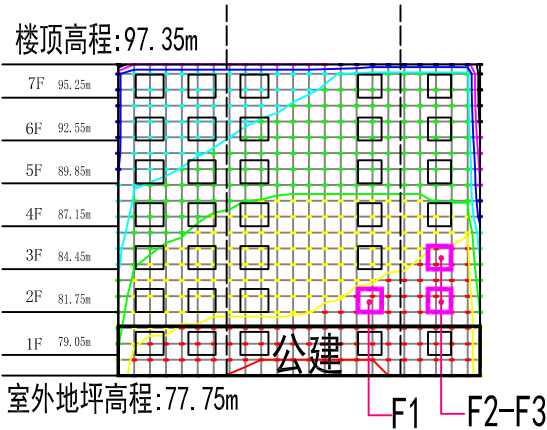 楼顶高程:97.35m
7F 95.25m
6F 92.55m
5F 89.85m
4F 87.15m
3F 84.45m
2F 81.75m
1F 79.05m
公建
室外地坪高程:77.75m
F1
F2-F3